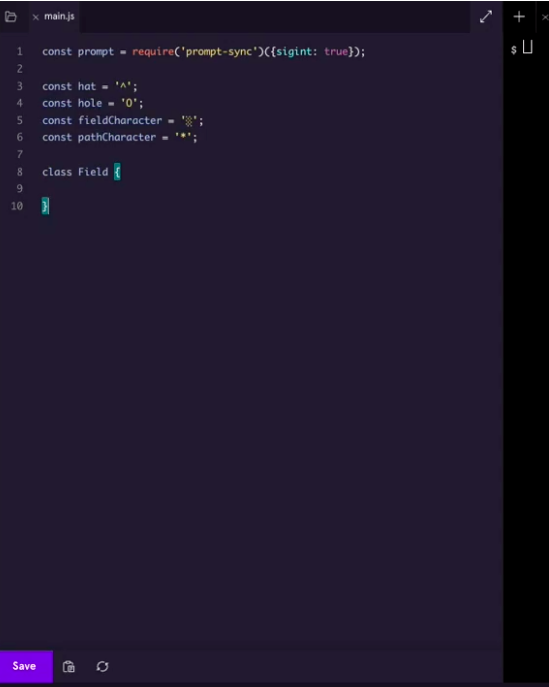 main.js
1 const prompt = require('prompt-sync')({sigint: true});
2
3 const hat = '^';
4 const hole = 'O';
5 const fieldCharacter = '░';
6 const pathCharacter = '*';
7
8 class Field {
9
10 }
$
Save